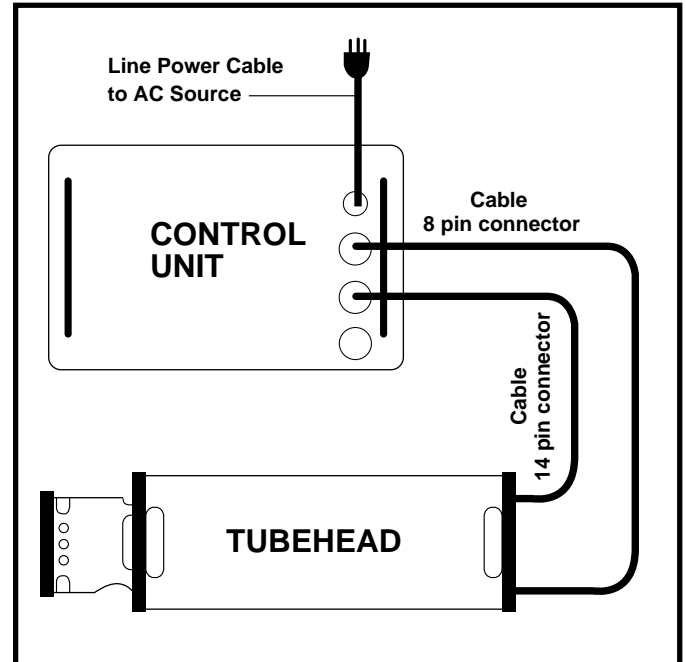 Line Power Cable
to AC Source
CONTROL
UNIT
Cable
8 pin connector
Cable
14 pin connector
TUBEHEAD